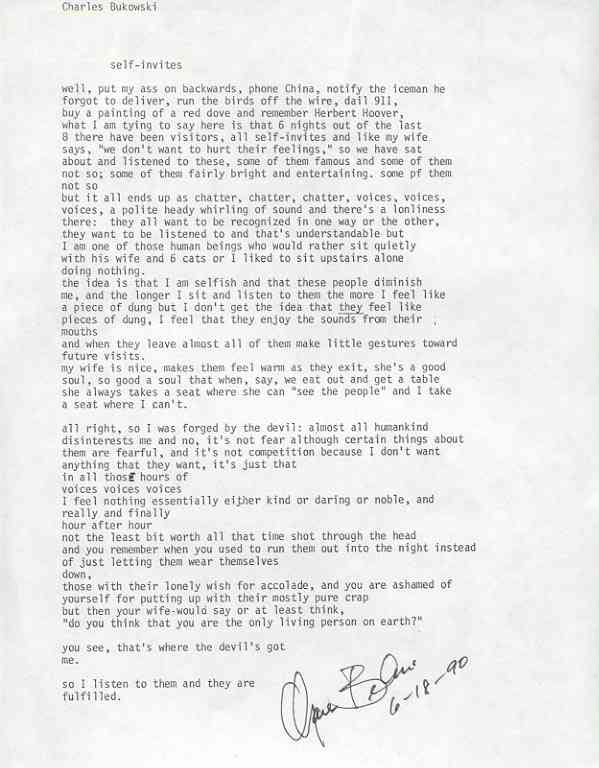 Charles Bukowski
self-invites
well, put my ass on backwards, phone China, notify the iceman he
forgot to deliver, run the birds off the wire, dail 911,
buy a painting of a red dove and remember Herbert Hoover,
what I am tying to say here is that 6 nights out of the last
8 there have been visitors, all self-invites and like my wife
says, "we don't want to hurt their feelings," so we have sat
about and listened to these, some of them famous and some of them
not so; some of them fairly bright and entertaining. some pf them
not so
but it all ends up as chatter, chatter, chatter, voices, voices,
voices, a polite heady whirling of sound and there's a lonliness
there:  they all want to be recognized in one way or the other,
they want to be listened to and that's understandable but
I am one of those human beings who would rather sit quietly
with his wife and 6 cats or I liked to sit upstairs alone
doing nothing.
the idea is that I am selfish and that these people diminish
me, and the longer I sit and listen to them the more I feel like
a piece of dung but I don't get the idea that they feel like
pieces of dung, I feel that they enjoy the sounds from their
mouths
and when they leave almost all of them make little gestures toward
future visits.
my wife is nice, makes them feel warm as they exit, she's a good
soul, so good a soul that when, say, we eat out and get a table
she always takes a seat where she can "see the people" and I take
a seat where I can't.
all right, so I was forged by the devil: almost all humankind
disinterests me and no, it's not fear although certain things about
them are fearful, and it's not competition because I don't want
anything that they want, it's just that
in all those hours of
voices voices voices
I feel nothing essentially either kind or daring or noble, and
really and finally
hour after hour
not the least bit worth all that time shot through the head
and you remember when you used to run them out into the night instead
of just letting them wear themselves
down,
those with their lonely wish for accolade, and you are ashamed of
yourself for putting up with their mostly pure crap
but then your wife-would say or at least think,
"do you think that you are the only living person on earth?"
you see, that's where the devil's got
me.
so I listen to them and they are
fulfilled.
6-18-90